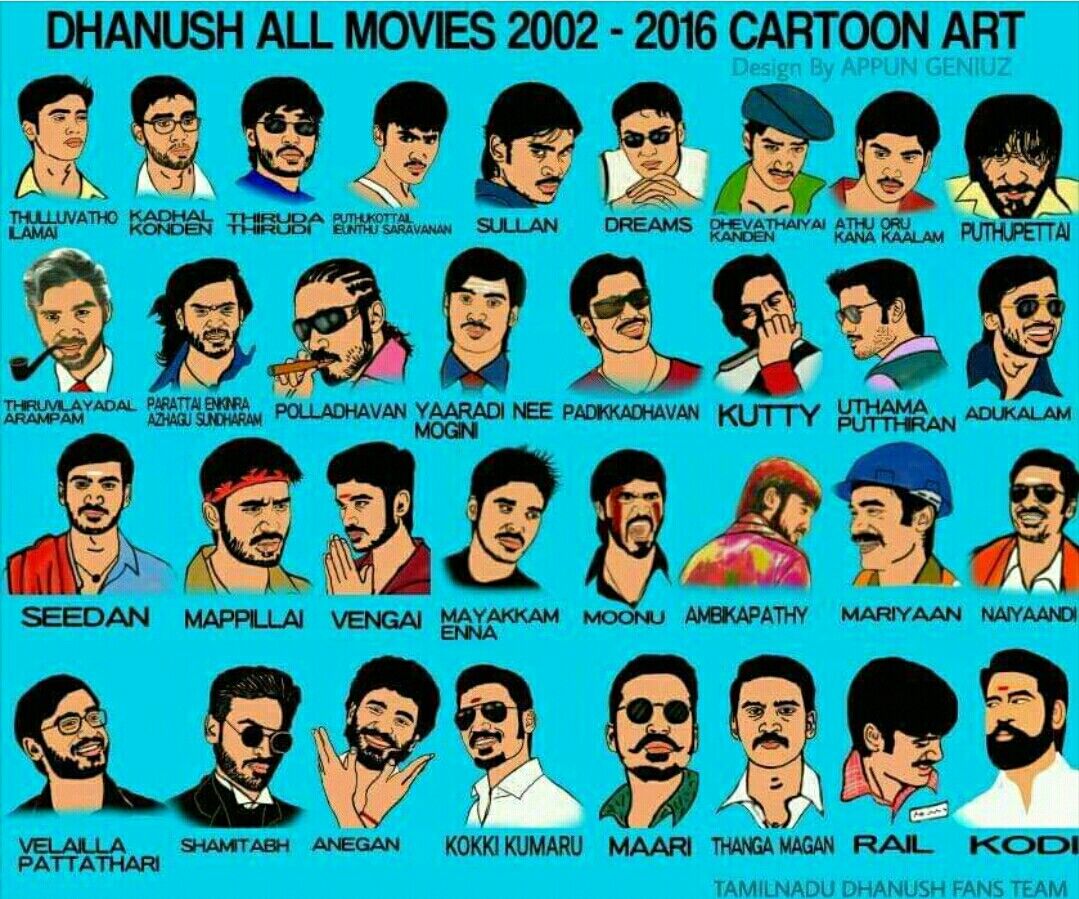 DHANUSH ALL MOVIES 2002 - 2016 CARTOON ART
Design By APPUN GENIUZ
THULLUVATHO
ILAMAI
KADHAL
KONDEN
THIRUDA
THIRUDI
PUTHUKOTTAIL
IEUNTHU SARAVANAN
SULLAN
DREAMS
DHEVATHAIYAI
KANDEN
ATHU ORU
KANA KAALAM
PUTHUPETTAI
THIRUVILAYADAL
ARAMPAM
PARATTAI ENKINRA
AZHAGU SUNDHARAM
POLLADHAVAN
YAARADI NEE
MOGINI
PADIKKADHAVAN
KUTTY
UTHAMA
PUTTHIRAN
ADUKALAM
SEEDAN
MAPPILLAI
VENGAI
MAYAKKAM
ENNA
MOONU
AMBIKAPATHY
MARIYAAN
NAIYAANDI
VELAILLA
PATTATHARI
SHAMITABH
ANEGAN
KOKKI KUMARU
MAARI
THANGA MAGAN
RAIL
KODI
TAMILNADU DHANUSH FANS TEAM